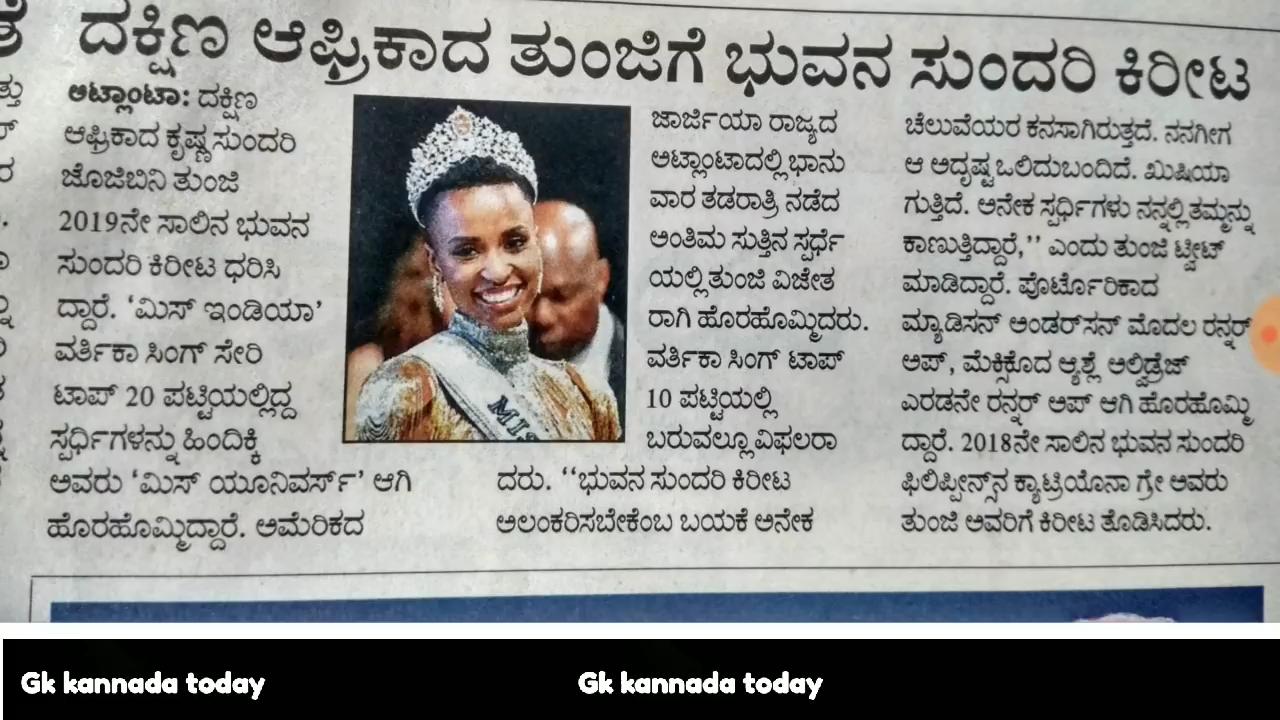 ದಕ್ಷಿಣ ಆಫ್ರಿಕಾದ ತುಂಜಿಗೆ ಭುವನ ಸುಂದರಿ ಕಿರೀಟ
ಅಟ್ಲಾಂಟಾ: ದಕ್ಷಿಣ
ಆಫ್ರಿಕಾದ ಕೃಷ್ಣ ಸುಂದರಿ
ಜೊಜಿಬಿನಿ ತುಂಜಿ
2019ನೇ ಸಾಲಿನ ಭುವನ
ಸುಂದರಿ ಕಿರೀಟ ಧರಿಸಿ
ದ್ದಾರೆ. ‘ಮಿಸ್ ಇಂಡಿಯಾ’
ವರ್ತಿಕಾ ಸಿಂಗ್ ಸೇರಿ
ಟಾಪ್ 20 ಪಟ್ಟಿಯಲ್ಲಿದ್ದ
ಸ್ಪರ್ಧಿಗಳನ್ನು ಹಿಂದಿಕ್ಕಿ
ಅವರು ‘ಮಿಸ್ ಯೂನಿವರ್ಸ್’ ಆಗಿ
ಹೊರಹೊಮ್ಮಿದ್ದಾರೆ. ಅಮೆರಿಕದ
ಜಾರ್ಜಿಯಾ ರಾಜ್ಯದ
ಅಟ್ಲಾಂಟಾದಲ್ಲಿ ಭಾನು
ವಾರ ತಡರಾತ್ರಿ ನಡೆದ
ಅಂತಿಮ ಸುತ್ತಿನ ಸ್ಪರ್ಧೆ
ಯಲ್ಲಿ ತುಂಜಿ ವಿಜೇತ
ರಾಗಿ ಹೊರಹೊಮ್ಮಿದರು.
ವರ್ತಿಕಾ ಸಿಂಗ್ ಟಾಪ್
10 ಪಟ್ಟಿಯಲ್ಲಿ
ಬರುವಲ್ಲೂ ವಿಫಲರಾ
ದರು. ‘‘ಭುವನ ಸುಂದರಿ ಕಿರೀಟ
ಅಲಂಕರಿಸಬೇಕೆಂಬ ಬಯಕೆ ಅನೇಕ
ಚೆಲುವೆಯರ ಕನಸಾಗಿರುತ್ತದೆ. ನನಗೀಗ
ಆ ಅದೃಷ್ಟ ಒಲಿದುಬಂದಿದೆ. ಖುಷಿಯಾ
ಗುತ್ತಿದೆ. ಅನೇಕ ಸ್ಪರ್ಧಿಗಳು ನನ್ನಲ್ಲಿ ತಮ್ಮನ್ನು
ಕಾಣುತ್ತಿದ್ದಾರೆ,’’ ಎಂದು ತುಂಜಿ ಟ್ವೀಟ್
ಮಾಡಿದ್ದಾರೆ. ಪೊರ್ಟೊರಿಕಾದ
ಮ್ಯಾಡಿಸನ್ ಅಂಡರ್‌ಸನ್ ಮೊದಲ ರನ್ನರ್
ಅಪ್, ಮೆಕ್ಸಿಕೊದ ಆ್ಯಶ್ಲೆ ಆಲ್ವಿಡ್ರೆಜ್
ಎರಡನೇ ರನ್ನರ್ ಅಪ್ ಆಗಿ ಹೊರಹೊಮ್ಮಿ
ದ್ದಾರೆ. 2018ನೇ ಸಾಲಿನ ಭುವನ ಸುಂದರಿ
ಫಿಲಿಪ್ಪೀನ್ಸ್‌ನ ಕ್ಯಾಟ್ರಿಯೊನಾ ಗ್ರೇ ಅವರು
ತುಂಜಿ ಅವರಿಗೆ ಕಿರೀಟ ತೊಡಿಸಿದರು.
Gk kannada today
Gk kannada today